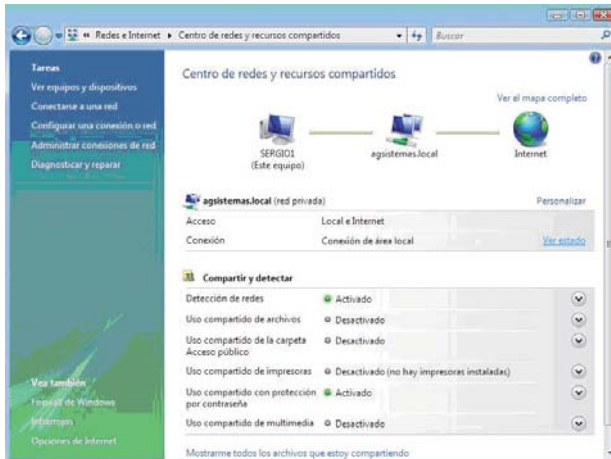 Redes e Internet ▸ Centro de redes y recursos compartidos
Buscar
Tareas
Ver equipos y dispositivos
Conectarse a una red
Configurar una conexión o red
Administrar conexiones de red
Diagnosticar y reparar
Vea también
Firewall de Windows
Infrarrojos
Opciones de Internet
Centro de redes y recursos compartidos
Ver el mapa completo
SERGIO1
(Este equipo)
agsistemas.local
Internet
agsistemas.local (red privada)
Personalizar
Acceso
Local e Internet
Conexión
Conexión de área local
Ver estado
Compartir y detectar
Detección de redes
Activado
Uso compartido de archivos
Desactivado
Uso compartido de la carpeta
Acceso público
Desactivado
Uso compartido de impresoras
Desactivado (no hay impresoras instaladas)
Uso compartido con protección
por contraseña
Activado
Uso compartido de multimedia
Desactivado
Mostrarme todos los archivos que estoy compartiendo